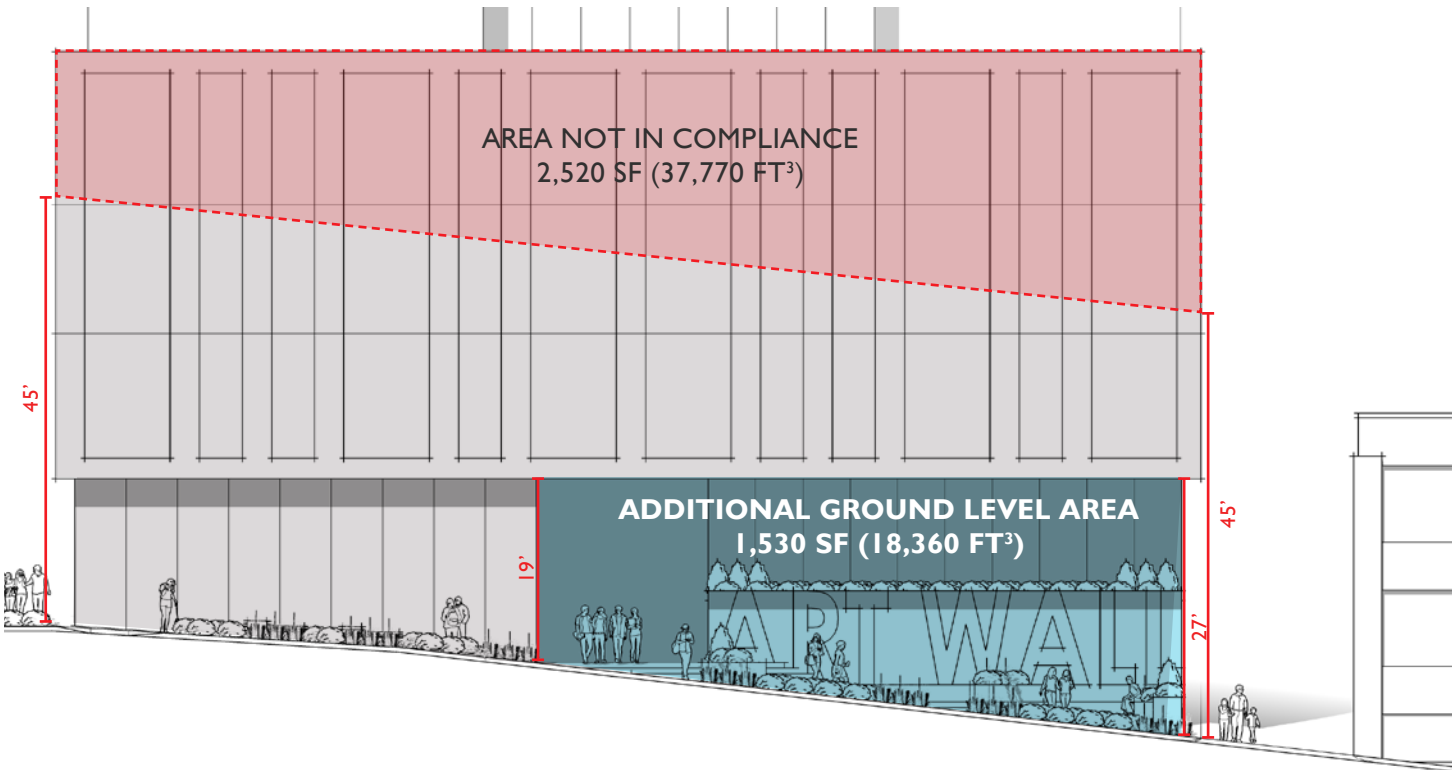 AREA NOT IN COMPLIANCE
2,520 SF (37,770 FT³)
45’
ADDITIONAL GROUND LEVEL AREA
1,530 SF (18,360 FT³)
45’
19’
ART WALL
27’